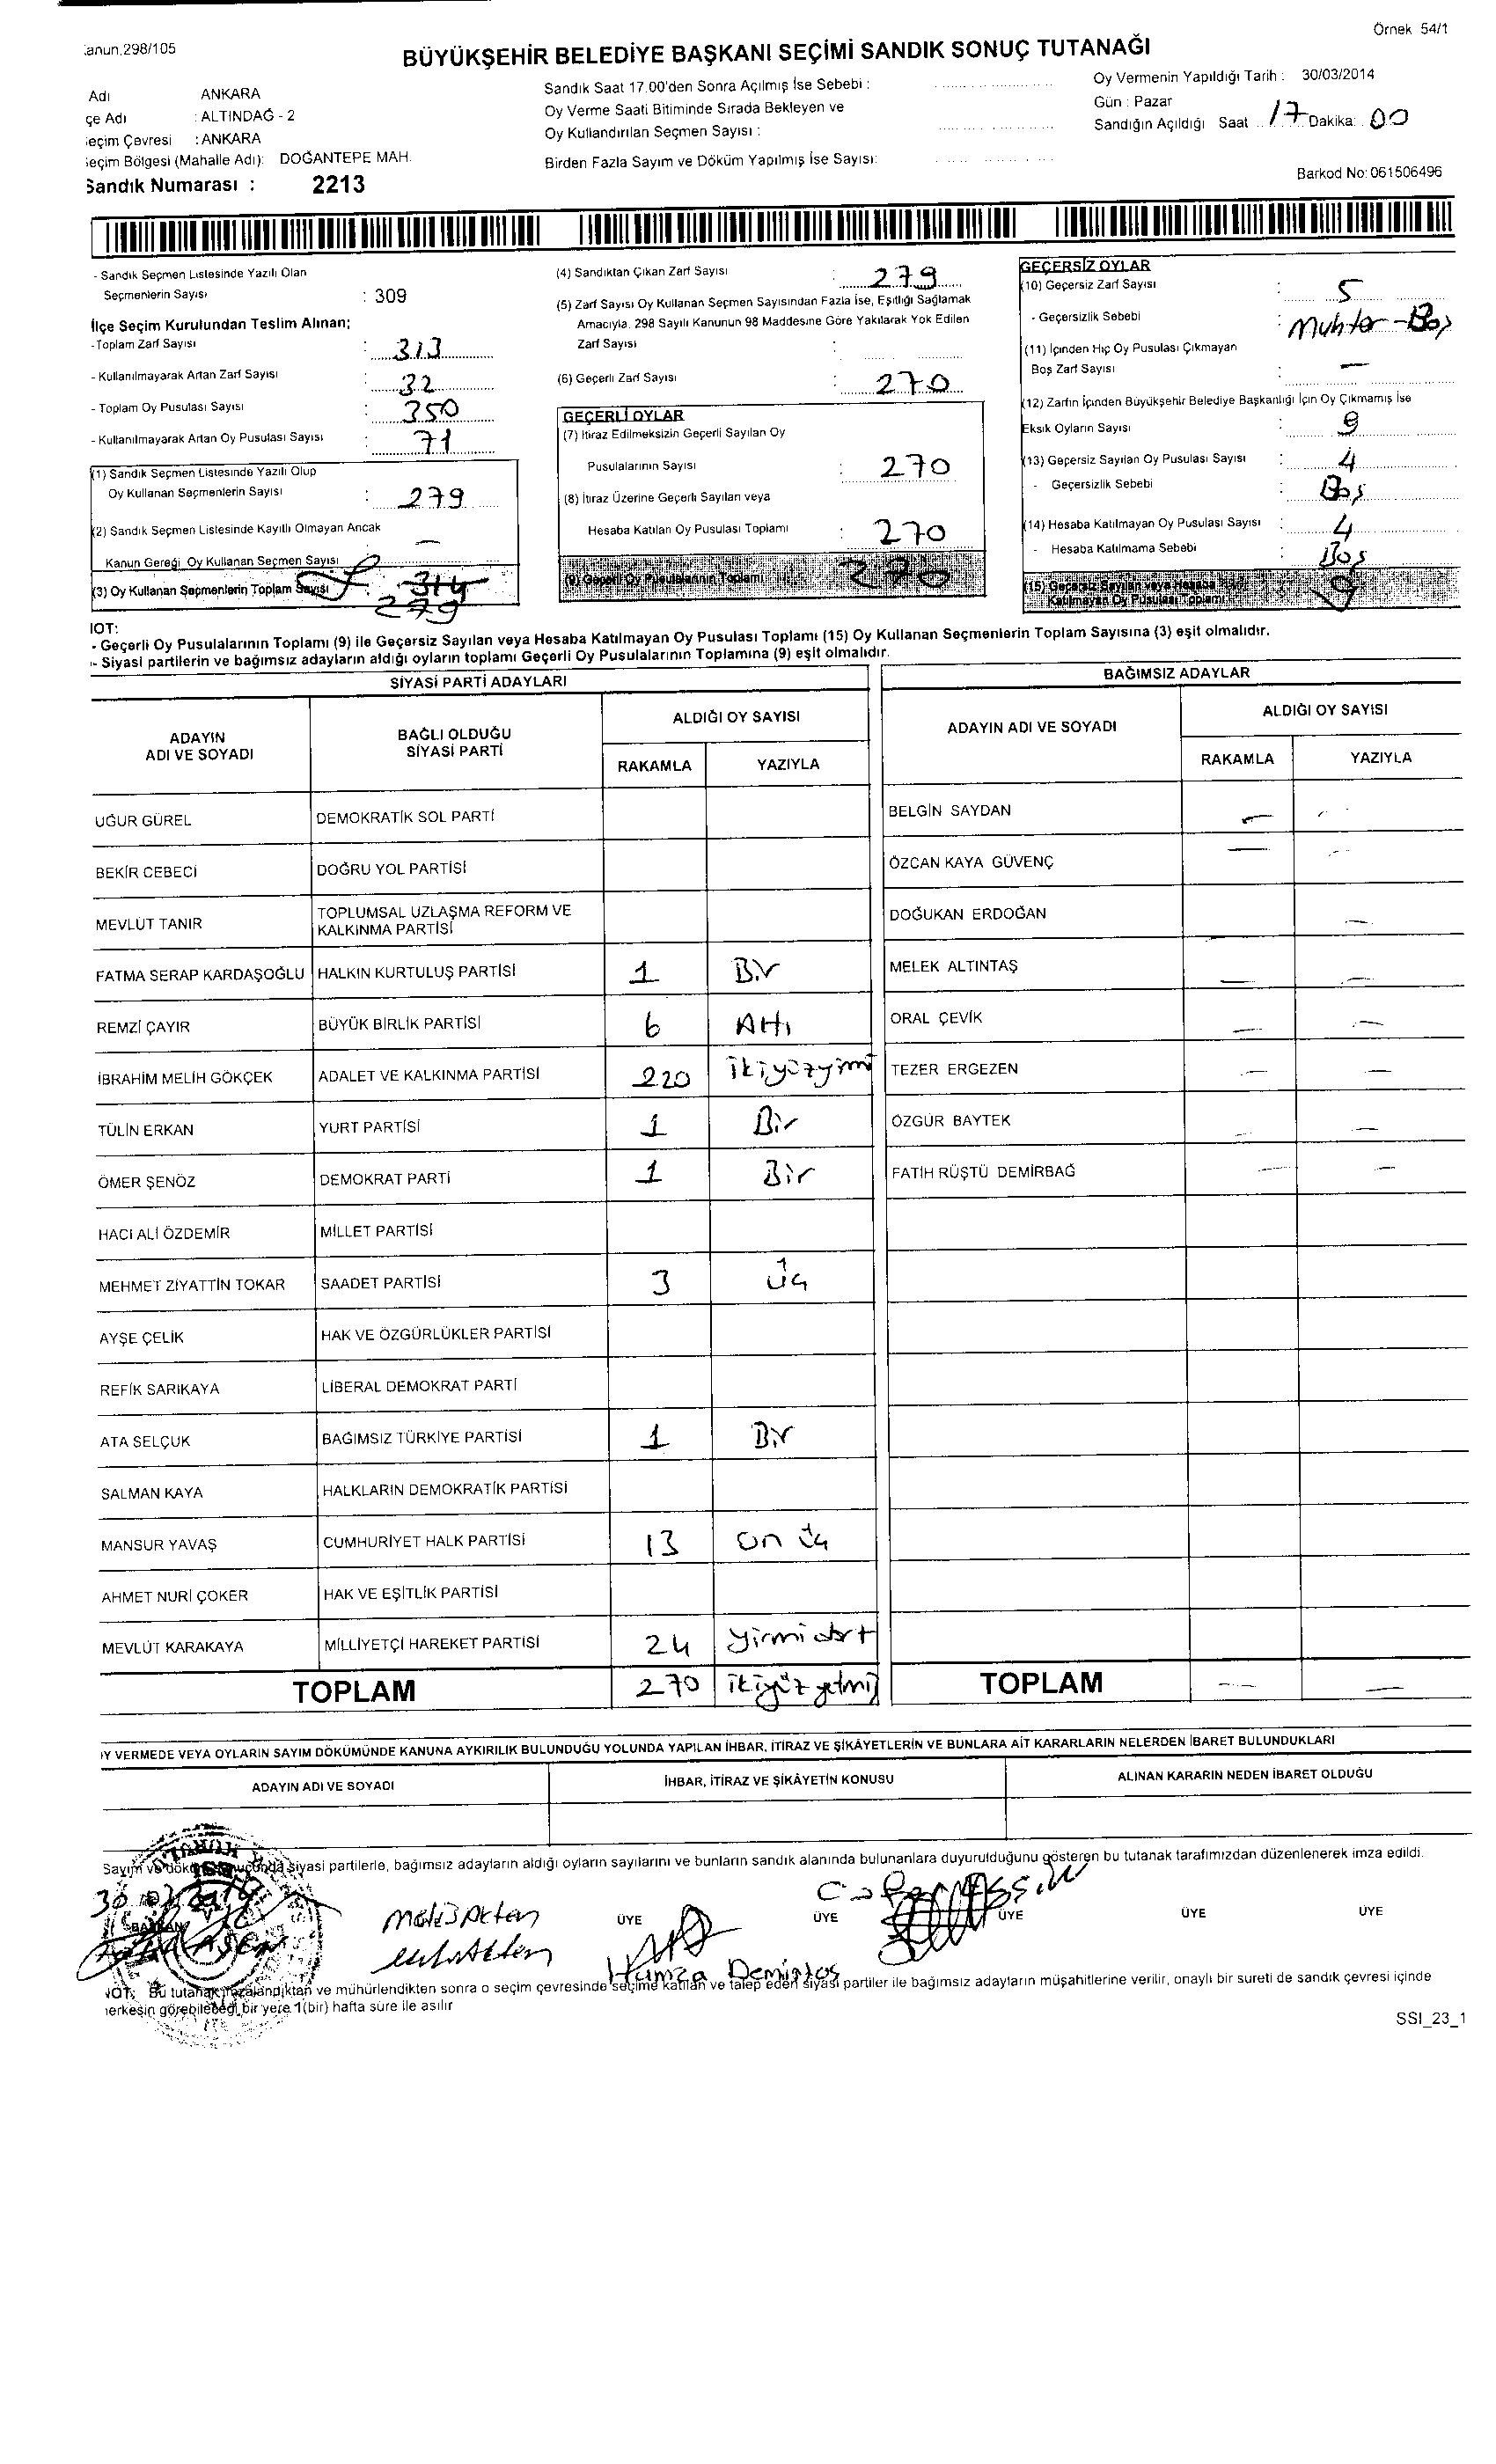 Örnek 54/1
anun.298/105
BÜYÜKŞEHİR BELEDİYE BAŞKANI SEÇİMİ SANDIK SONUÇ TUTANAĞI
Adı ANKARA
çe Adı : ALTINDAĞ - 2
eçim Çevresi : ANKARA
eçim Bölgesi (Mahalle Adı): DOĞANTEPE MAH.
Sandık Numarası : 2213
Sandık Saat 17.00'den Sonra Açılmış İse Sebebi :
Oy Verme Saati Bitiminde Sırada Bekleyen ve
Oy Kullandırılan Seçmen Sayısı :
Birden Fazla Sayım ve Döküm Yapılmış İse Sayısı:
Oy Vermenin Yapıldığı Tarih : 30/03/2014
Gün : Pazar
Sandığın Açıldığı Saat 17 Dakika: 00
Barkod No: 061506496
- Sandık Seçmen Listesinde Yazılı Olan
Seçmenlerin Sayısı : 309
İlçe Seçim Kurulundan Teslim Alınan;
- Toplam Zarf Sayısı : 313
- Kullanılmayarak Artan Zarf Sayısı : 32
- Toplam Oy Pusulası Sayısı : 350
- Kullanılmayarak Artan Oy Pusulası Sayısı : 71
(1) Sandık Seçmen Listesinde Yazılı Olup
Oy Kullanan Seçmenlerin Sayısı : 279
(2) Sandık Seçmen Listesinde Kayıtlı Olmayan Ancak
Kanun Gereği Oy Kullanan Seçmen Sayısı —
(3) Oy Kullanan Seçmenlerin Toplam Sayısı 314
279
(4) Sandıktan Çıkan Zarf Sayısı : 279
(5) Zarf Sayısı Oy Kullanan Seçmen Sayısından Fazla İse, Eşitliği Sağlamak
Amacıyla, 298 Sayılı Kanunun 98 Maddesine Göre Yakılarak Yok Edilen
Zarf Sayısı :
(6) Geçerli Zarf Sayısı : 270
GEÇERLİ OYLAR
(7) İtiraz Edilmeksizin Geçerli Sayılan Oy
Pusulalarının Sayısı : 270
(8) İtiraz Üzerine Geçerli Sayılan veya
Hesaba Katılan Oy Pusulası Toplamı : 270
(9) Geçerli Oy Pusulalarının Toplamı 270
GEÇERSİZ OYLAR
(10) Geçersiz Zarf Sayısı : 5
- Geçersizlik Sebebi : Muhtar - Boş
(11) İçinden Hiç Oy Pusulası Çıkmayan
Boş Zarf Sayısı : —
(12) Zarfın İçinden Büyükşehir Belediye Başkanlığı İçin Oy Çıkmamış İse
Eksik Oyların Sayısı : 9
(13) Geçersiz Sayılan Oy Pusulası Sayısı : 4
- Geçersizlik Sebebi : Boş
(14) Hesaba Katılmayan Oy Pusulası Sayısı : 4
- Hesaba Katılmama Sebebi : Boş
(15) Geçersiz Sayılan veya Hesaba
Katılmayan Oy Pusulası Toplamı 9
NOT:
- Geçerli Oy Pusulalarının Toplamı (9) ile Geçersiz Sayılan veya Hesaba Katılmayan Oy Pusulası Toplamı (15) Oy Kullanan Seçmenlerin Toplam Sayısına (3) eşit olmalıdır.
- Siyasi partilerin ve bağımsız adayların aldığı oyların toplamı Geçerli Oy Pusulalarının Toplamına (9) eşit olmalıdır.
SİYASİ PARTİ ADAYLARI
ADAYIN ADI VE SOYADI BAĞLI OLDUĞU SİYASİ PARTİ ALDIĞI OY SAYISI
RAKAMLA YAZIYLA
UĞUR GÜREL DEMOKRATİK SOL PARTİ
BEKİR CEBECİ DOĞRU YOL PARTİSİ
MEVLÜT TANIR TOPLUMSAL UZLAŞMA REFORM VE KALKINMA PARTİSİ
FATMA SERAP KARDAŞOĞLU HALKIN KURTULUŞ PARTİSİ 1 Bir
REMZİ ÇAYIR BÜYÜK BİRLİK PARTİSİ 6 Altı
İBRAHİM MELİH GÖKÇEK ADALET VE KALKINMA PARTİSİ 220 ikiyüzyirmi
TÜLİN ERKAN YURT PARTİSİ 1 Bir
ÖMER ŞENÖZ DEMOKRAT PARTİ 1 Bir
HACI ALİ ÖZDEMİR MİLLET PARTİSİ
MEHMET ZİYATTİN TOKAR SAADET PARTİSİ 3 üç
AYŞE ÇELİK HAK VE ÖZGÜRLÜKLER PARTİSİ
REFİK SARIKAYA LİBERAL DEMOKRAT PARTİ
ATA SELÇUK BAĞIMSIZ TÜRKİYE PARTİSİ 1 Bir
SALMAN KAYA HALKLARIN DEMOKRATİK PARTİSİ
MANSUR YAVAŞ CUMHURİYET HALK PARTİSİ 13 on üç
AHMET NURİ ÇOKER HAK VE EŞİTLİK PARTİSİ
MEVLÜT KARAKAYA MİLLİYETÇİ HAREKET PARTİSİ 24 yirmi dört
TOPLAM 270 ikiyüz yetmiş
BAĞIMSIZ ADAYLAR
ADAYIN ADI VE SOYADI ALDIĞI OY SAYISI
RAKAMLA YAZIYLA
BELGİN SAYDAN — —
ÖZCAN KAYA GÜVENÇ — —
DOĞUKAN ERDOĞAN — —
MELEK ALTINTAŞ — —
ORAL ÇEVİK — —
TEZER ERGEZEN — —
ÖZGÜR BAYTEK — —
FATİH RÜŞTÜ DEMİRBAĞ — —
TOPLAM — —
Y VERMEDE VEYA OYLARIN SAYIM DÖKÜMÜNDE KANUNA AYKIRILIK BULUNDUĞU YOLUNDA YAPILAN İHBAR, İTİRAZ VE ŞİKÂYETLERİN VE BUNLARA AİT KARARLARIN NELERDEN İBARET BULUNDUKLARI
ADAYIN ADI VE SOYADI İHBAR, İTİRAZ VE ŞİKÂYETİN KONUSU ALINAN KARARIN NEDEN İBARET OLDUĞU
Sayım ve döküm sonucunda siyasi partilerle, bağımsız adayların aldığı oyların sayılarını ve bunların sandık alanında bulunanlara duyurulduğunu gösteren bu tutanak tarafımızdan düzenlenerek imza edildi.
BAŞKAN ÜYE ÜYE ÜYE ÜYE ÜYE
Hamza Demirtaş
NOT: Bu tutanak imzalandıktan ve mühürlendikten sonra o seçim çevresinde seçime katılan ve talep eden siyasi partiler ile bağımsız adayların müşahitlerine verilir, onaylı bir sureti de sandık çevresi içinde
herkesin görebileceği bir yere 1(bir) hafta süre ile asılır
SSI_23_1